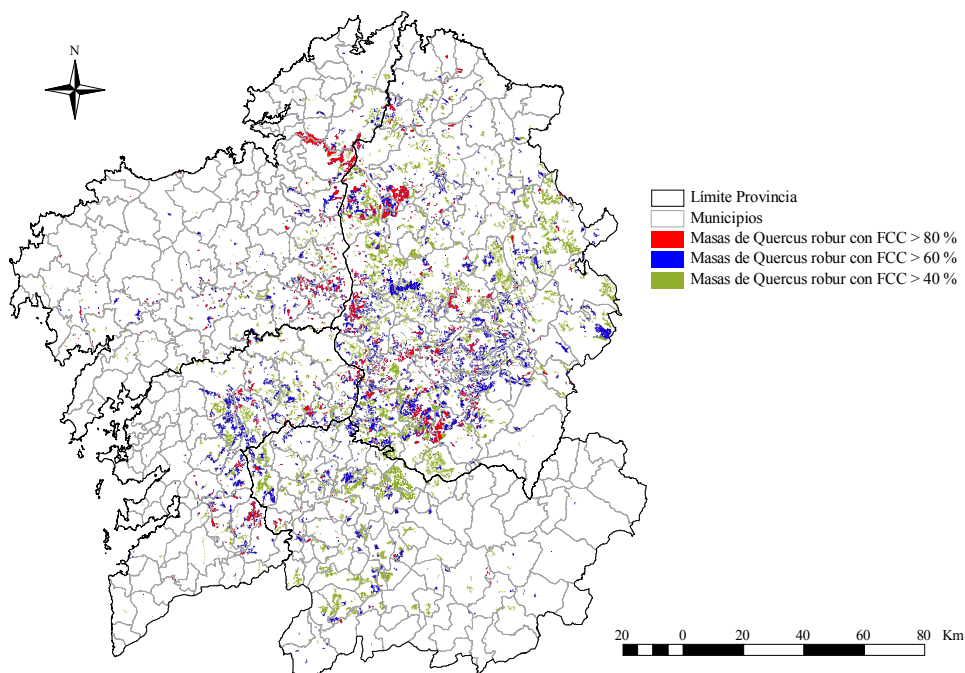 N
Límite Provincia
Municipios
Masas de Quercus robur con FCC > 80 %
Masas de Quercus robur con FCC > 60 %
Masas de Quercus robur con FCC > 40 %
20 0 20 40 60 80 Km